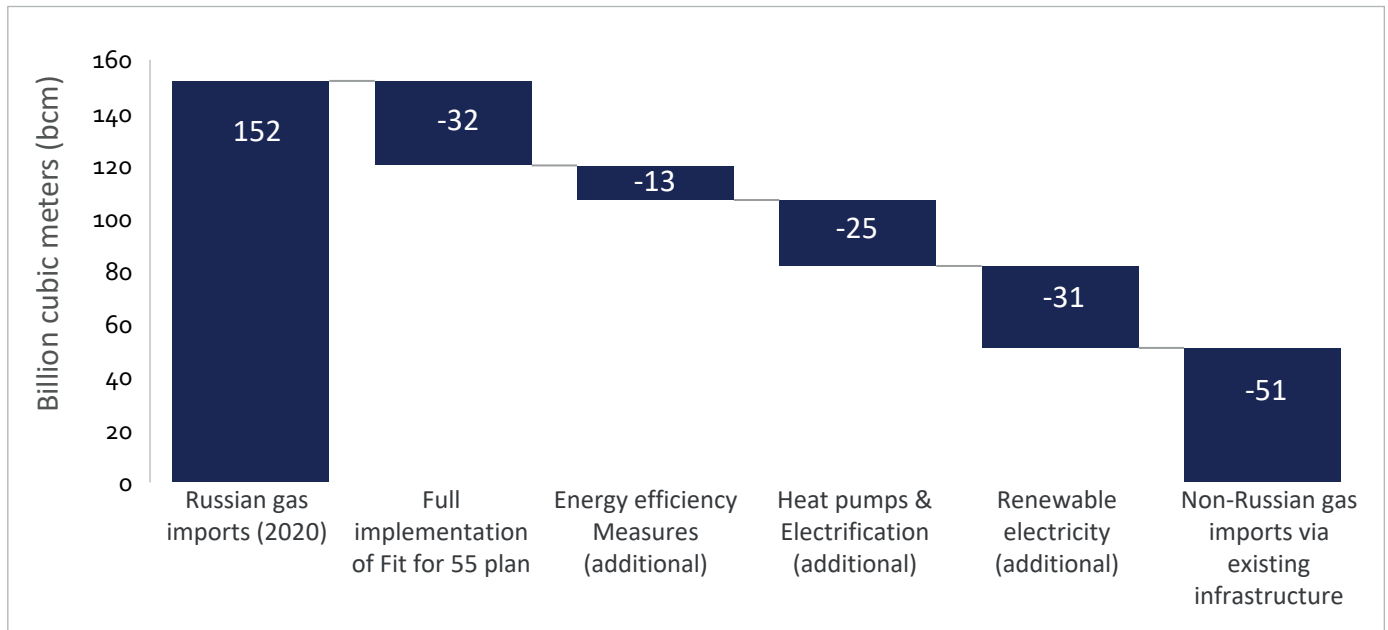 Billion cubic meters (bcm)
160
140
120
100
80
60
40
20
0
152
-32
-13
-25
-31
-51
Russian gas
imports (2020)
Full
implementation
of Fit for 55 plan
Energy efficiency
Measures
(additional)
Heat pumps &
Electrification
(additional)
Renewable
electricity
(additional)
Non-Russian gas
imports via
existing
infrastructure